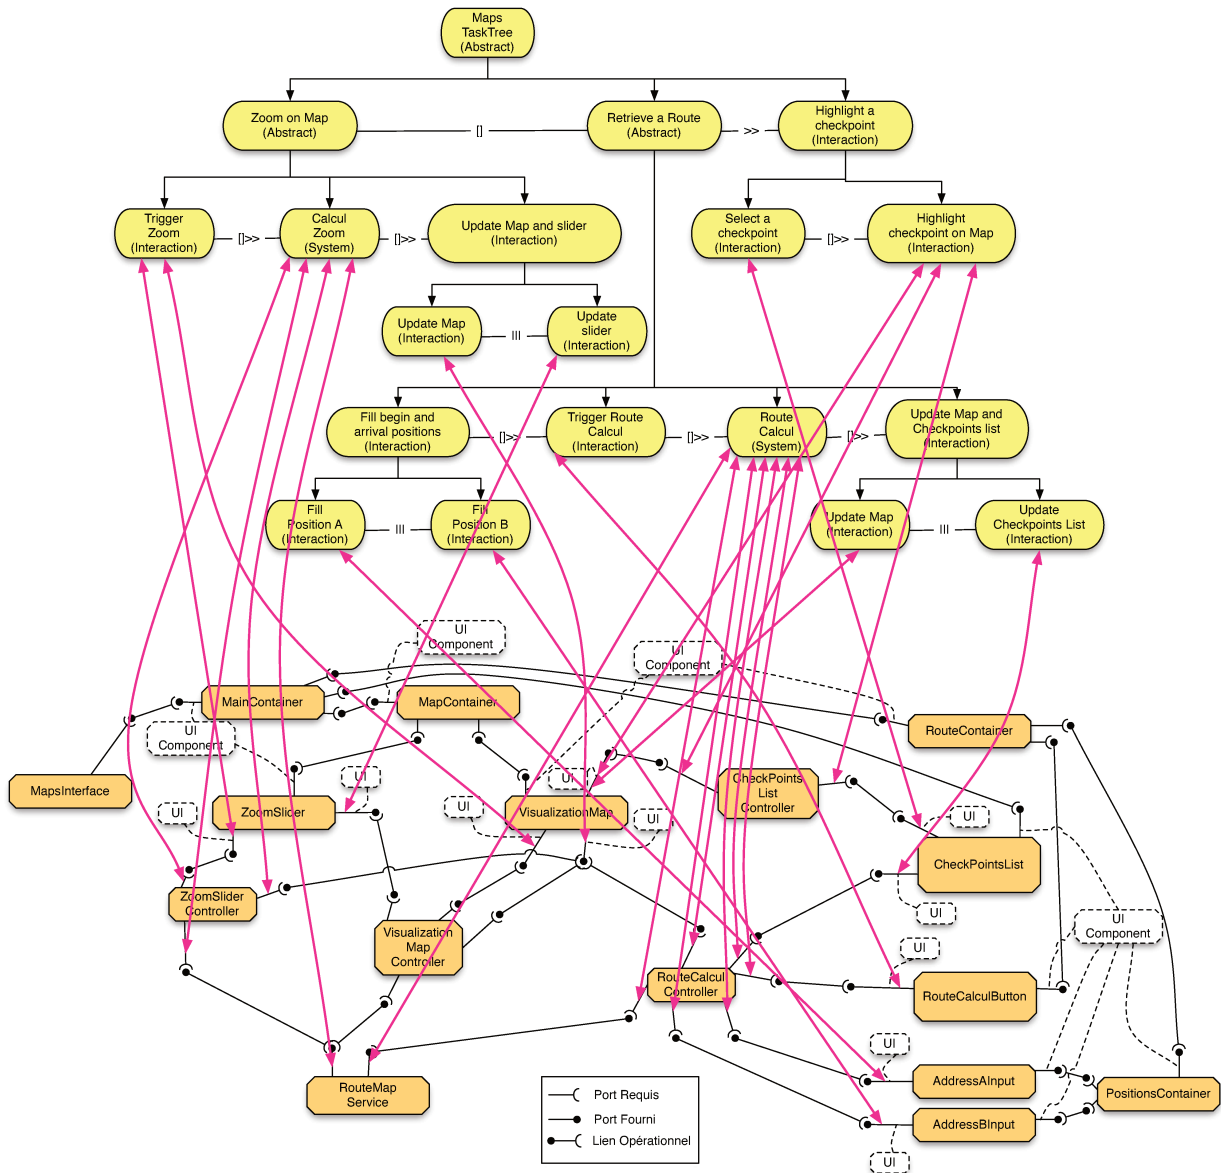 Maps
TaskTree
(Abstract)
Zoom on Map
(Abstract)
[]
Retrieve a Route
(Abstract)
>>
Highlight a
checkpoint
(Interaction)
Trigger
Zoom
(Interaction)
[]>>
Calcul
Zoom
(System)
[]>>
Update Map and slider
(Interaction)
Select a
checkpoint
(Interaction)
[]>>
Highlight
checkpoint on Map
(Interaction)
Update Map
(Interaction)
|||
Update
slider
(Interaction)
Fill begin and
arrival positions
(Interaction)
[]>>
Trigger Route
Calcul
(Interaction)
[]>>
Route
Calcul
(System)
[]>>
Update Map and
Checkpoints list
(Interaction)
Fill
Position A
(Interaction)
|||
Fill
Position B
(Interaction)
Update Map
(Interaction)
|||
Update
Checkpoints List
(Interaction)
UI
Component
UI
Component
MainContainer
MapContainer
UI
Component
RouteContainer
MapsInterface
UI
ZoomSlider
UI
UI
VisualizationMap
UI
UI
CheckPoints
List
Controller
UI
CheckPointsList
ZoomSlider
Controller
UI
Visualization
Map
Controller
UI
Component
UI
RouteCalcul
Controller
RouteCalculButton
UI
RouteMap
Service
AddressAInput
PositionsContainer
AddressBInput
UI
Port Requis
Port Fourni
Lien Opérationnel